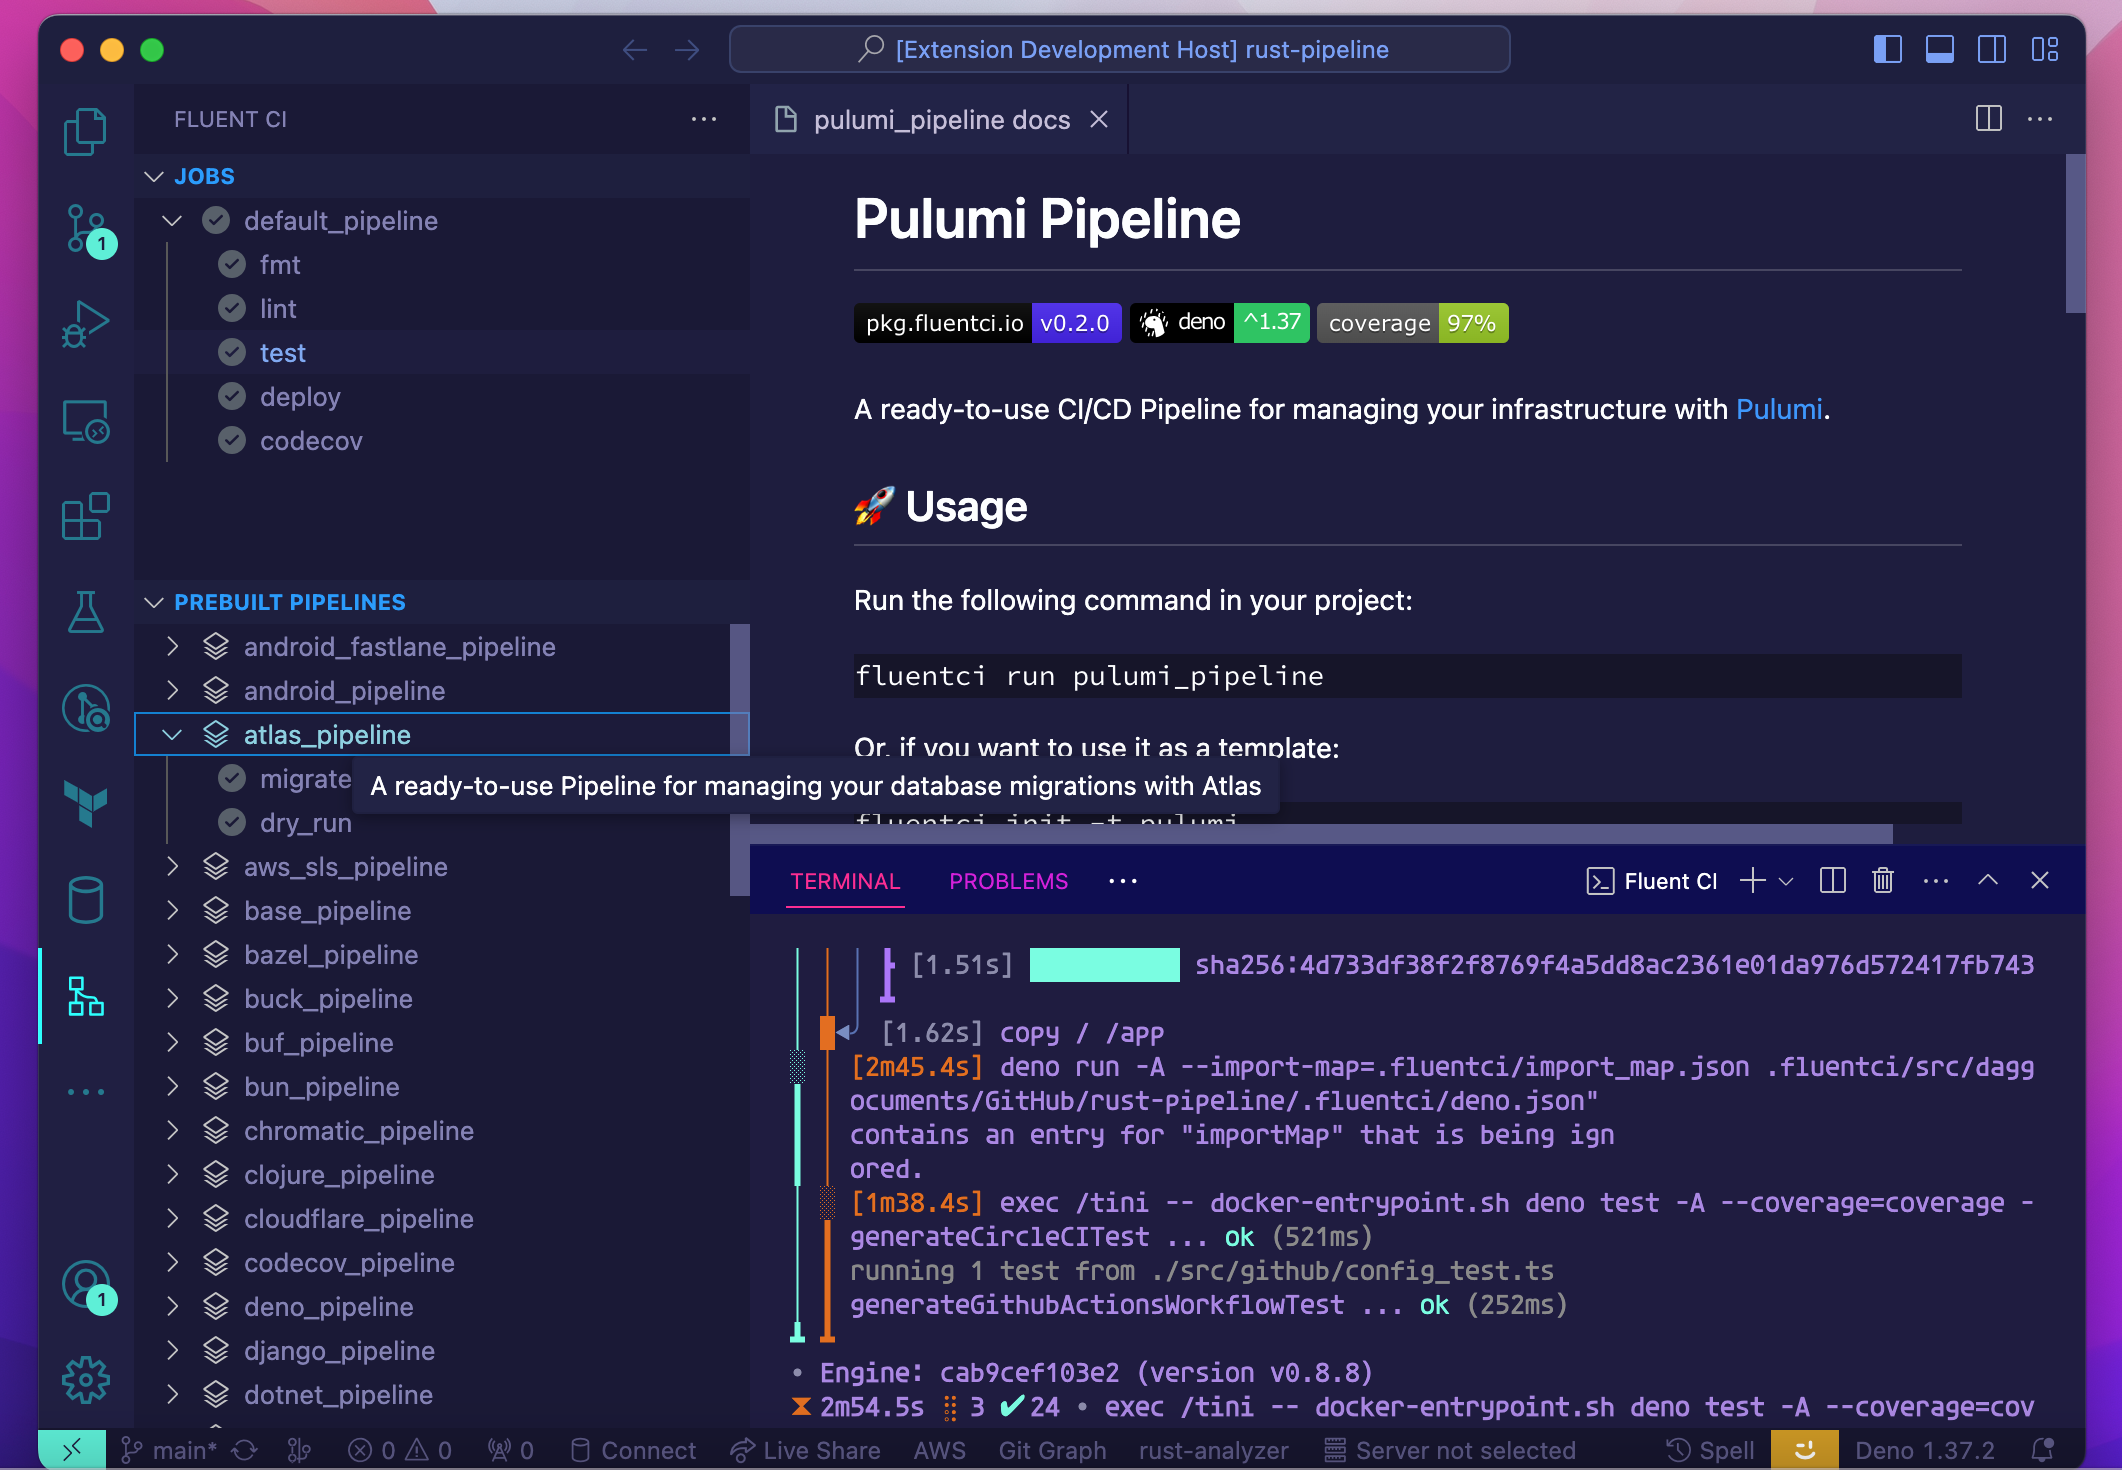 [Extension Development Host] rust-pipeline
FLUENT CI
JOBS
default_pipeline
fmt
lint
test
deploy
codecov
PREBUILT PIPELINES
android_fastlane_pipeline
android_pipeline
atlas_pipeline
migrate
dry_run
aws_sls_pipeline
base_pipeline
bazel_pipeline
buck_pipeline
buf_pipeline
bun_pipeline
chromatic_pipeline
clojure_pipeline
cloudflare_pipeline
codecov_pipeline
deno_pipeline
django_pipeline
dotnet_pipeline
1
1
A ready-to-use Pipeline for managing your database migrations with Atlas
pulumi_pipeline docs
Pulumi Pipeline
pkg.fluentci.io v0.2.0 deno ^1.37 coverage 97%
A ready-to-use CI/CD Pipeline for managing your infrastructure with Pulumi.
🚀 Usage
Run the following command in your project:
fluentci run pulumi_pipeline
Or, if you want to use it as a template:
fluentci init -t pulumi
TERMINAL PROBLEMS Fluent CI
[1.51s] sha256:4d733df38f2f8769f4a5dd8ac2361e01da976d572417fb743
[1.62s] copy / /app
[2m45.4s] deno run -A --import-map=.fluentci/import_map.json .fluentci/src/dagg
ocuments/GitHub/rust-pipeline/.fluentci/deno.json"
contains an entry for "importMap" that is being ign
ored.
[1m38.4s] exec /tini -- docker-entrypoint.sh deno test -A --coverage=coverage -
generateCircleCITest ... ok (521ms)
running 1 test from ./src/github/config_test.ts
generateGithubActionsWorkflowTest ... ok (252ms)
• Engine: cab9cef103e2 (version v0.8.8)
⧗ 2m54.5s ⣿ 3 ✔24 • exec /tini -- docker-entrypoint.sh deno test -A --coverage=cov
main* 0 0 0 Connect Live Share AWS Git Graph rust-analyzer Server not selected Spell Deno 1.37.2